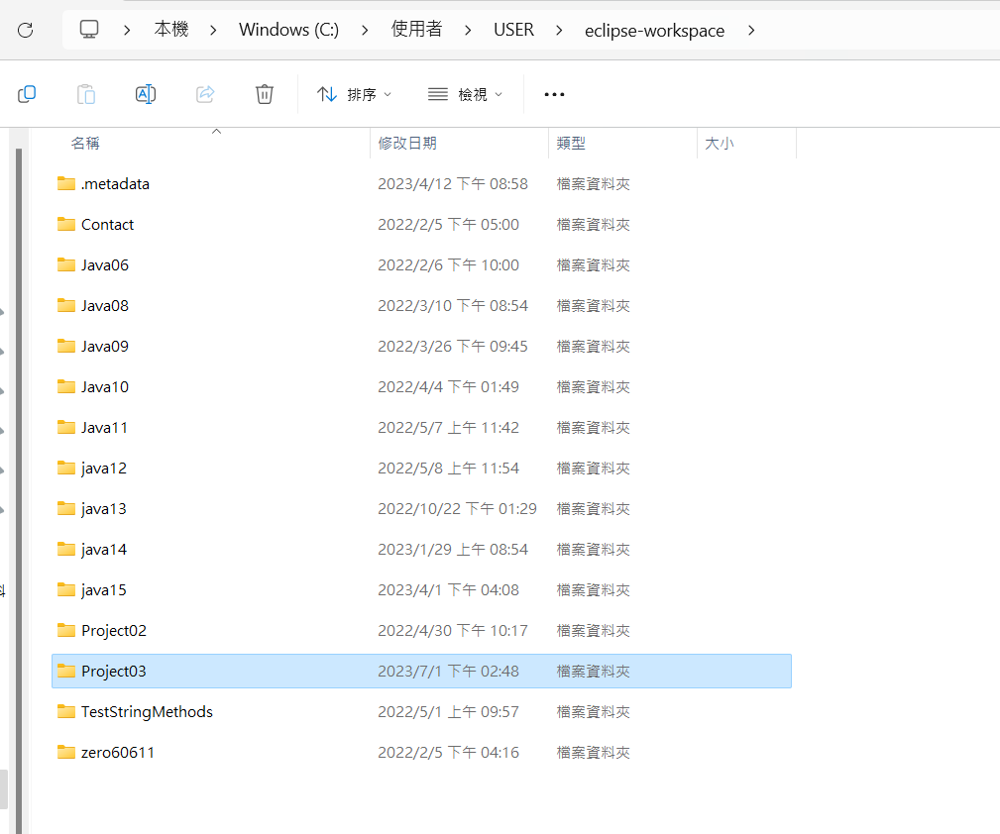 本機 Windows (C:) 使用者 USER eclipse-workspace
排序 檢視
名稱 修改日期 類型 大小
.metadata 2023/4/12 下午 08:58 檔案資料夾
Contact 2022/2/5 下午 05:00 檔案資料夾
Java06 2022/2/6 下午 10:00 檔案資料夾
Java08 2022/3/10 下午 08:54 檔案資料夾
Java09 2022/3/26 下午 09:45 檔案資料夾
Java10 2022/4/4 下午 01:49 檔案資料夾
Java11 2022/5/7 上午 11:42 檔案資料夾
java12 2022/5/8 上午 11:54 檔案資料夾
java13 2022/10/22 下午 01:29 檔案資料夾
java14 2023/1/29 上午 08:54 檔案資料夾
java15 2023/4/1 下午 04:08 檔案資料夾
Project02 2022/4/30 下午 10:17 檔案資料夾
Project03 2023/7/1 下午 02:48 檔案資料夾
TestStringMethods 2022/5/1 上午 09:57 檔案資料夾
zero60611 2022/2/5 下午 04:16 檔案資料夾